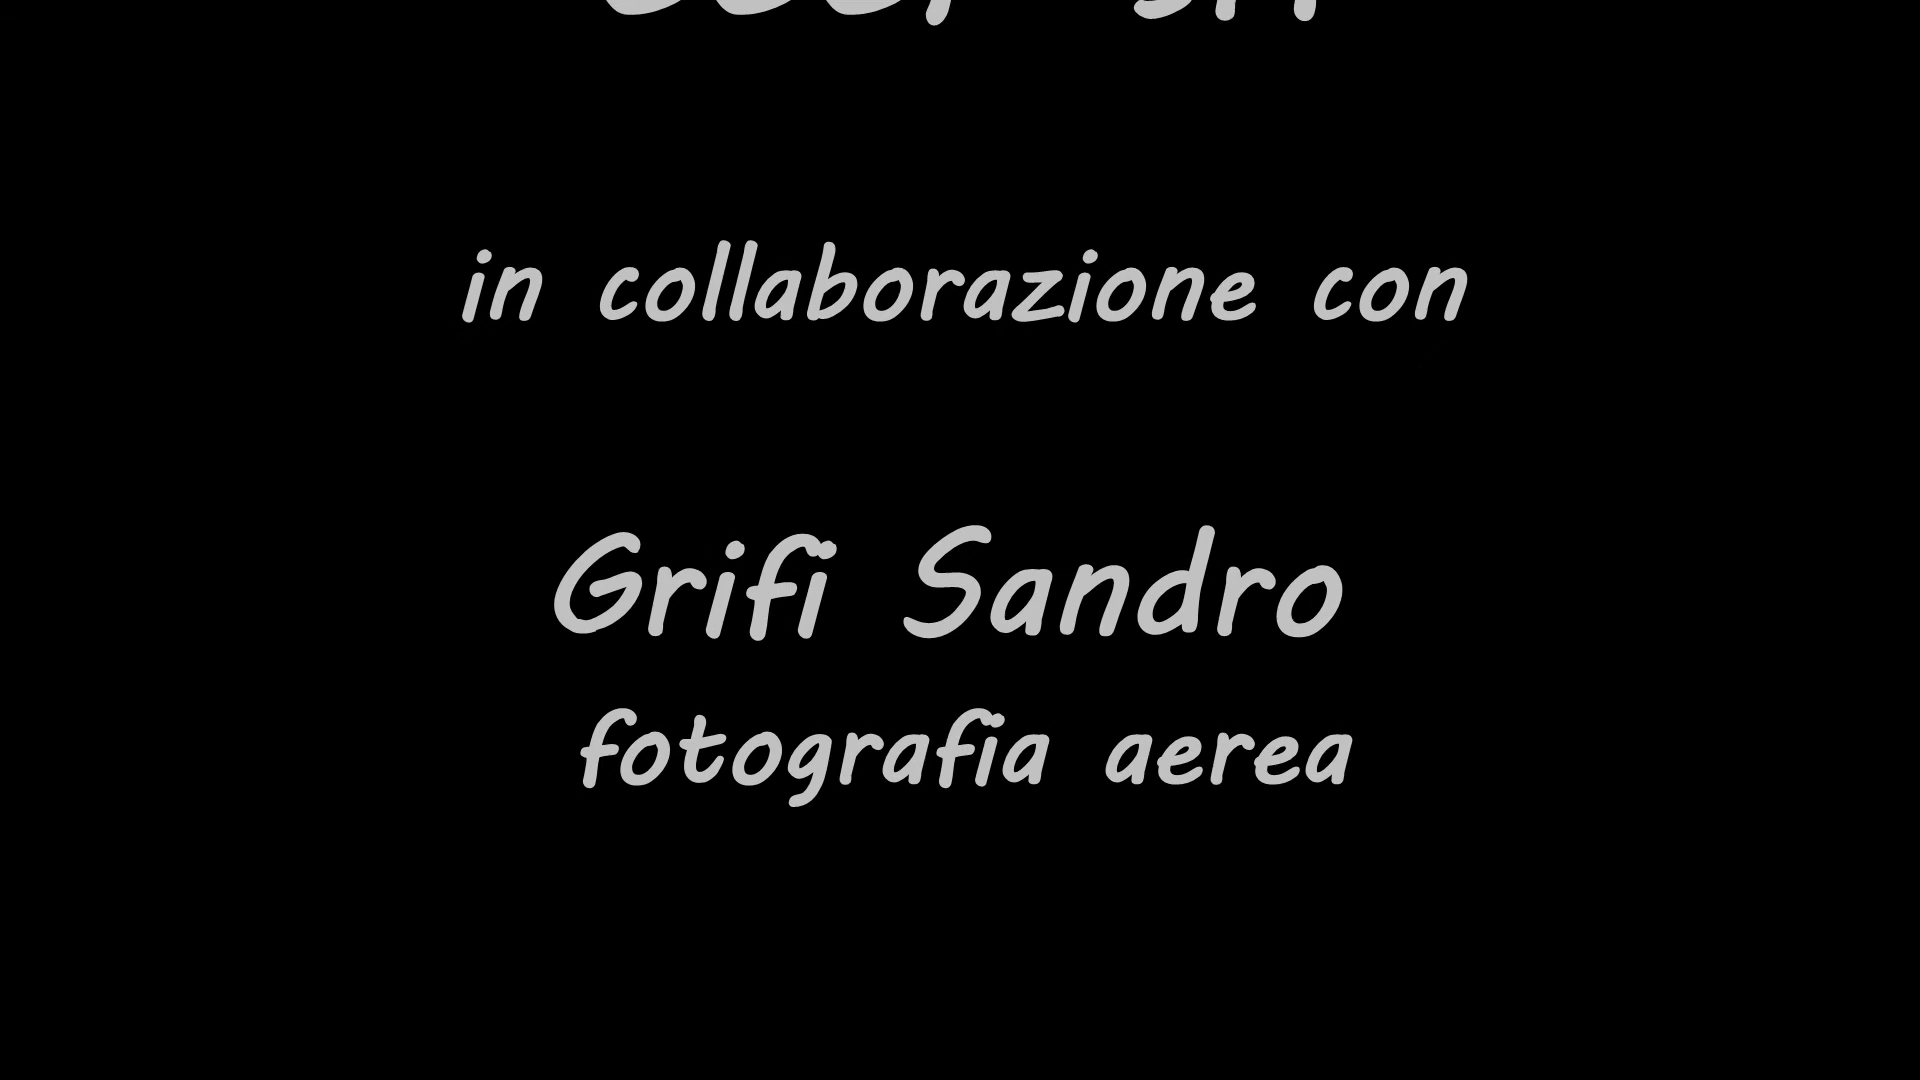 in collaborazione con
Grifi Sandro
fotografia aerea